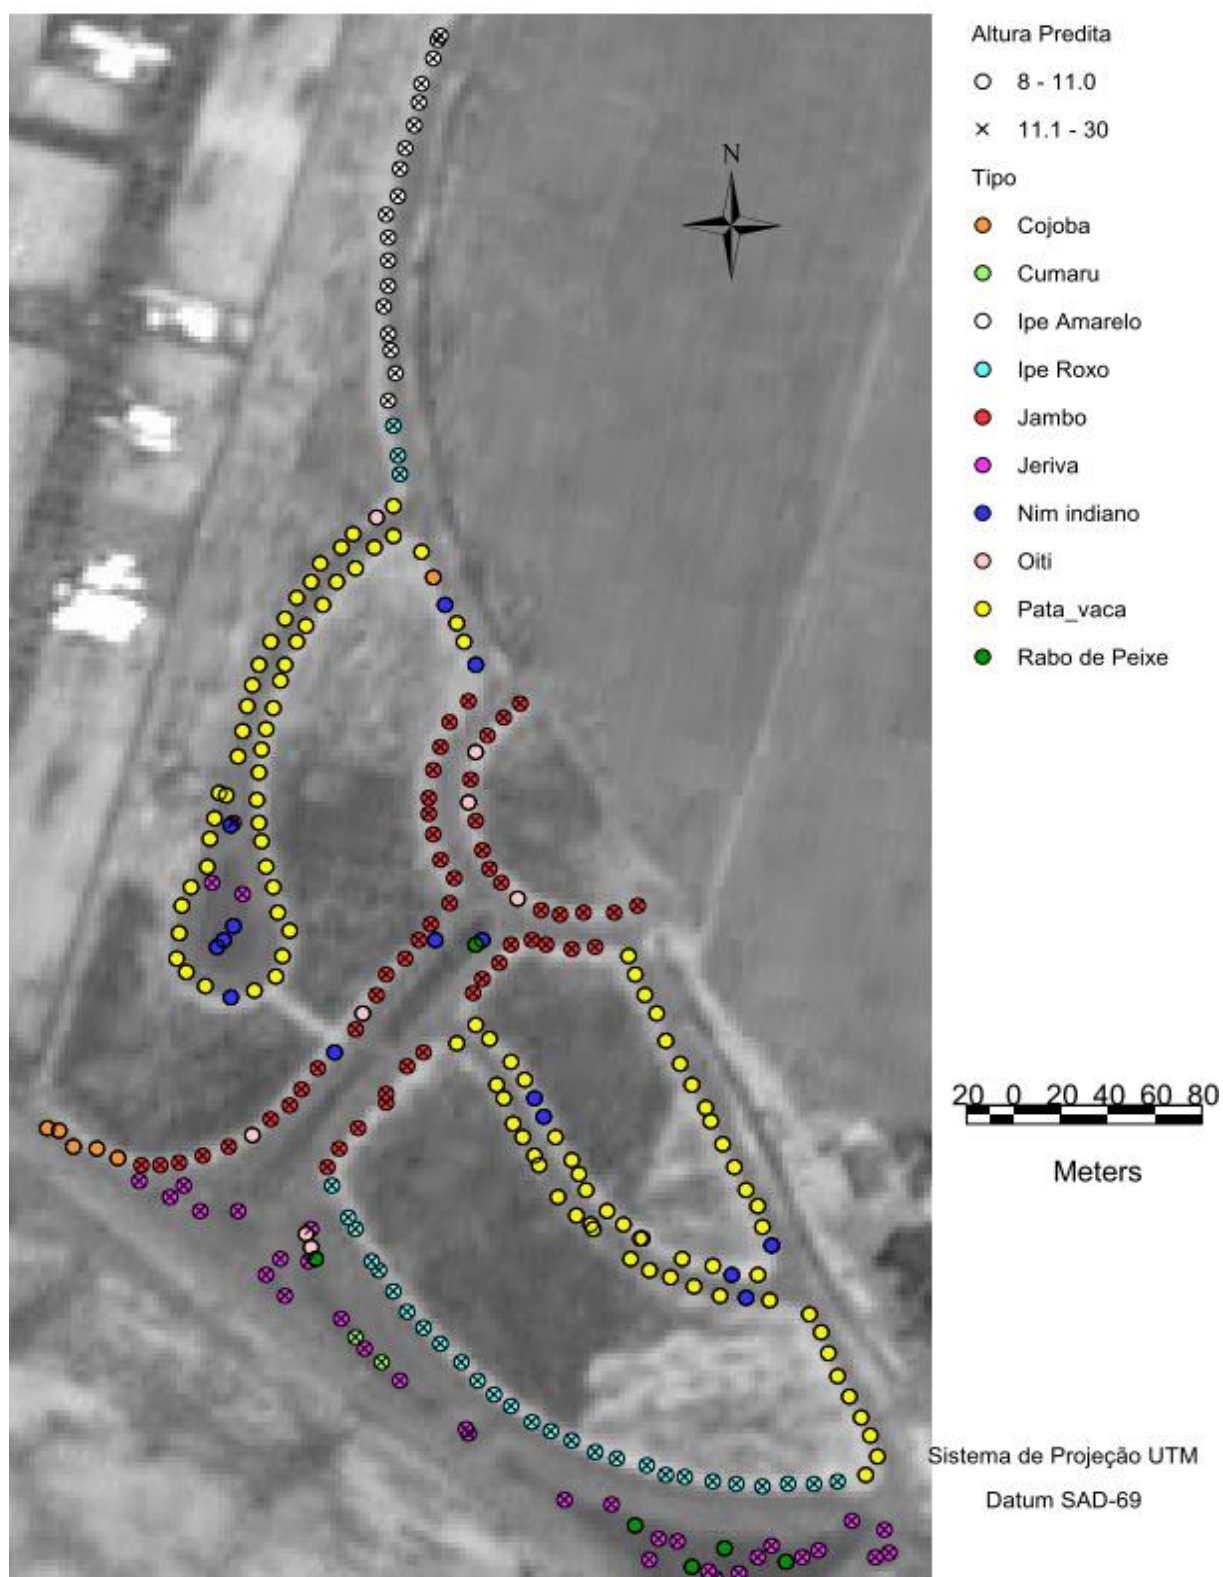 Altura Predita
8 - 11.0
11.1 - 30
N
Tipo
Cojoba
Cumaru
Ipe Amarelo
Ipe Roxo
Jambo
Jeriva
Nim indiano
Oiti
Pata_vaca
Rabo de Peixe
20 0 20 40 60 80
Meters
Sistema de Projeção UTM
Datum SAD-69